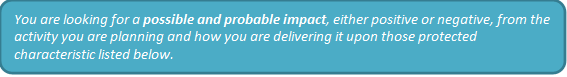 You are looking for a possible and probable impact, either positive or negative, from the
activity you are planning and how you are delivering it upon those protected
characteristic listed below.